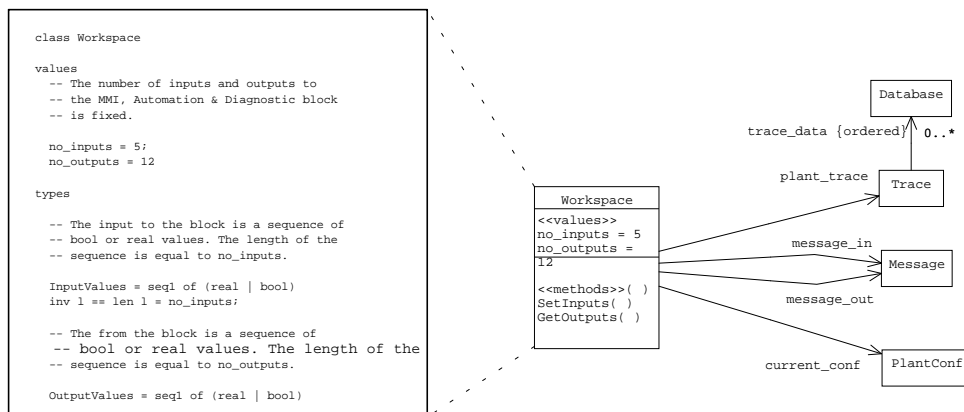 class Workspace
values
-- The number of inputs and outputs to
-- the MMI, Automation & Diagnostic block
-- is fixed.
no_inputs = 5;
no_outputs = 12
types
-- The input to the block is a sequence of
-- bool or real values. The length of the
-- sequence is equal to no_inputs.
InputValues = seq1 of (real | bool)
inv l == len l = no_inputs;
-- The from the block is a sequence of
-- bool or real values. The length of the
-- sequence is equal to no_outputs.
OutputValues = seq1 of (real | bool)
Workspace
<<values>>
no_inputs = 5
no_outputs =
12
<<methods>>( )
SetInputs( )
GetOutputs( )
Database
trace_data {ordered} 0..*
plant_trace
Trace
message_in
Message
message_out
current_conf
PlantConf